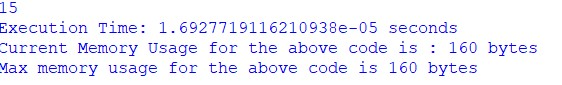 15
Execution Time: 1.6927719116210938e-05 seconds
Current Memory Usage for the above code is : 160 bytes
Max memory usage for the above code is 160 bytes